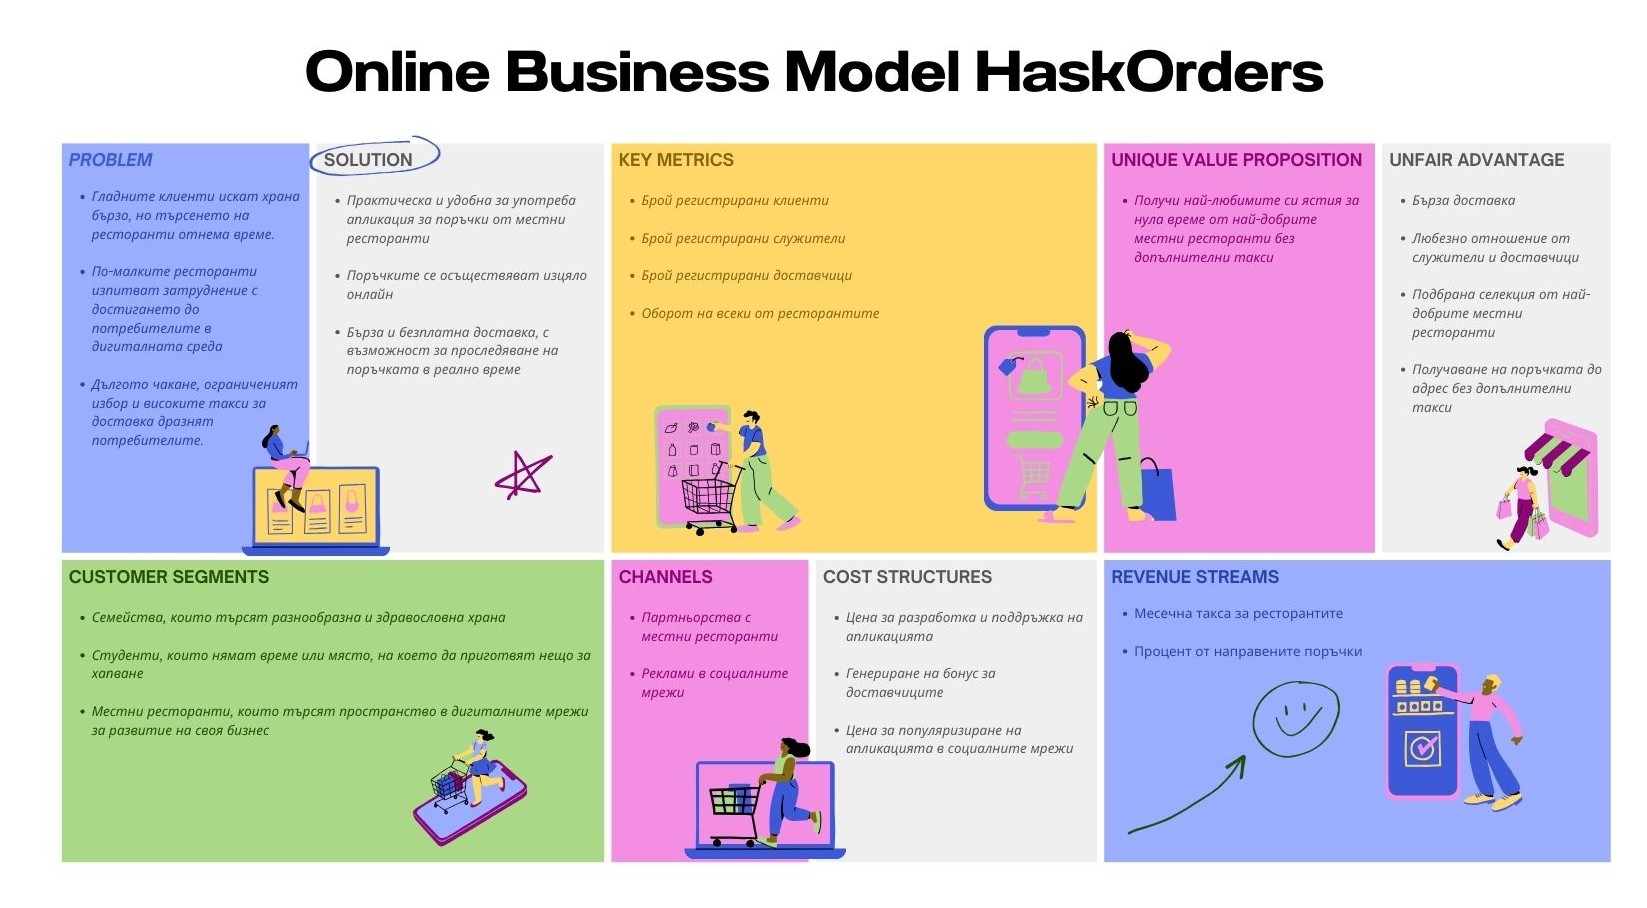 Online Business Model HaskOrders
PROBLEM
Гладните клиенти искат храна
бързо, но търсенето на
ресторанти отнема време.
По-малките ресторанти
изпитват затруднение с
достигането до
потребителите в
дигиталната среда
Дългото чакане, ограниченият
избор и високите такси за
доставка дразнят
потребителите.
SOLUTION
Практическа и удобна за употреба
апликация за поръчки от местни
ресторанти
Поръчките се осъществяват изцяло
онлайн
Бърза и безплатна доставка, с
възможност за проследяване на
поръчката в реално време
KEY METRICS
Брой регистрирани клиенти
Брой регистрирани служители
Брой регистрирани доставчици
Оборот на всеки от ресторантите
UNIQUE VALUE PROPOSITION
Получи най-любимите си ястия за
нула време от най-добрите
местни ресторанти без
допълнителни такси
UNFAIR ADVANTAGE
Бърза доставка
Любезно отношение от
служители и доставчици
Подбрана селекция от най-
добрите местни
ресторанти
Получаване на поръчката до
адрес без допълнителни
такси
CUSTOMER SEGMENTS
Семейства, които търсят разнообразна и здравословна храна
Студенти, които нямат време или място, на което да приготвят нещо за
хапване
Местни ресторанти, които търсят пространство в дигиталните мрежи
за развитие на своя бизнес
CHANNELS
Партньорства с
местни ресторанти
Реклами в социалните
мрежи
COST STRUCTURES
Цена за разработка и поддръжка на
апликацията
Генериране на бонус за
доставчиците
Цена за популяризиране на
апликацията в социалните мрежи
REVENUE STREAMS
Месечна такса за ресторантите
Процент от направените поръчки